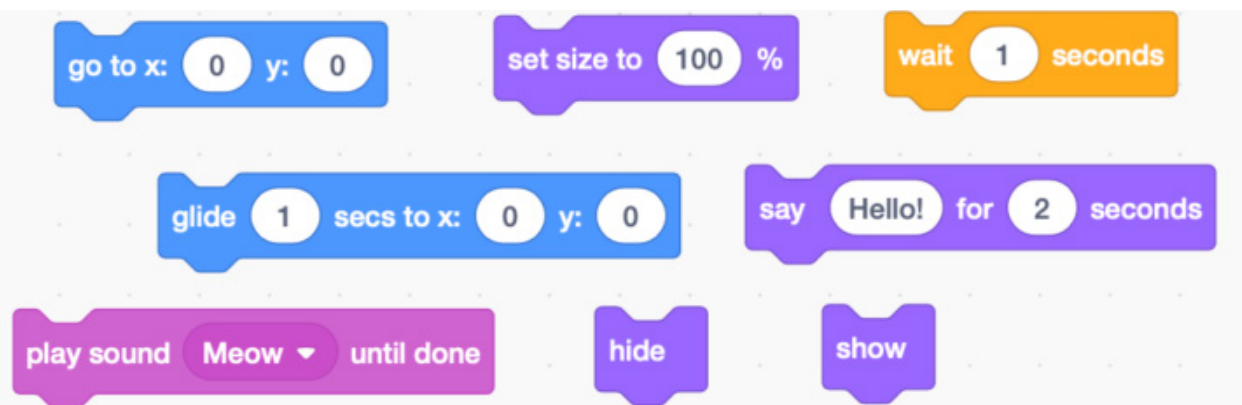 go to x: 0 y: 0
set size to 100 %
wait 1 seconds
glide 1 secs to x: 0 y: 0
say Hello! for 2 seconds
play sound Meow until done
hide
show